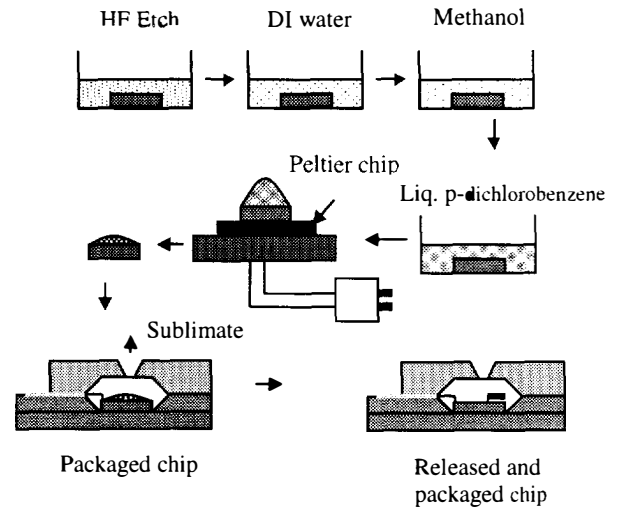 HF Etch
DI water
Methanol
Peltier chip
Liq. p-dichlorobenzene
Sublimate
Packaged chip
Released and
packaged chip